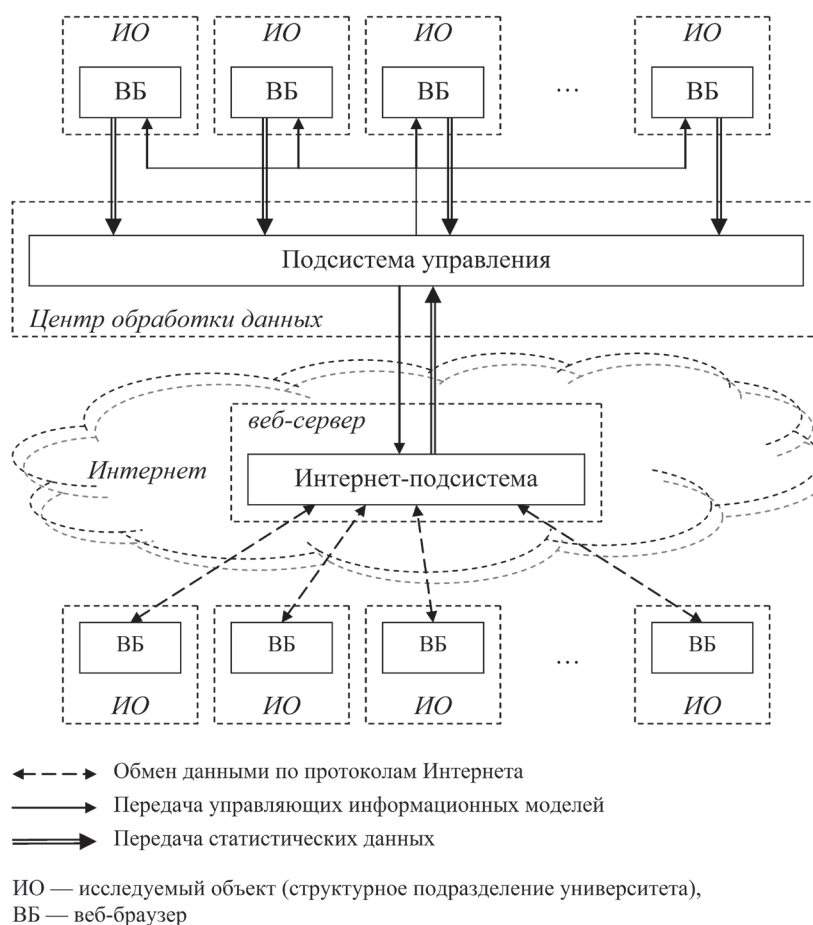 ИО ИО ИО ИО
ВБ ВБ ВБ … ВБ
Подсистема управления
Центр обработки данных
веб-сервер
Интернет Интернет-подсистема
ВБ ВБ ВБ … ВБ
ИО ИО ИО ИО
Обмен данными по протоколам Интернета
Передача управляющих информационных моделей
Передача статистических данных
ИО — исследуемый объект (структурное подразделение университета),
ВБ — веб-браузер